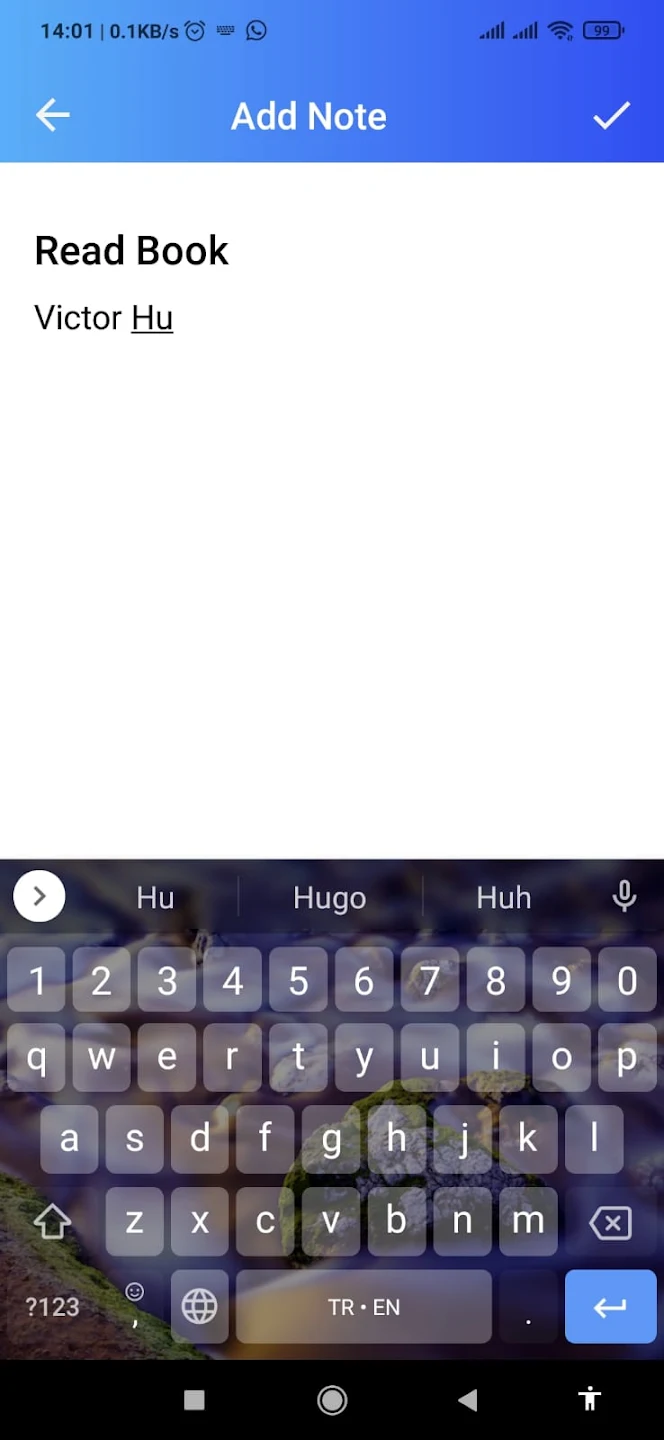 14:01 | 0.1KB/s 99
Add Note
Read Book
Victor Hu
Hu Hugo Huh
1 2 3 4 5 6 7 8 9 0
q w e r t y u i o p
a s d f g h j k l
z x c v b n m
?123 , TR • EN .